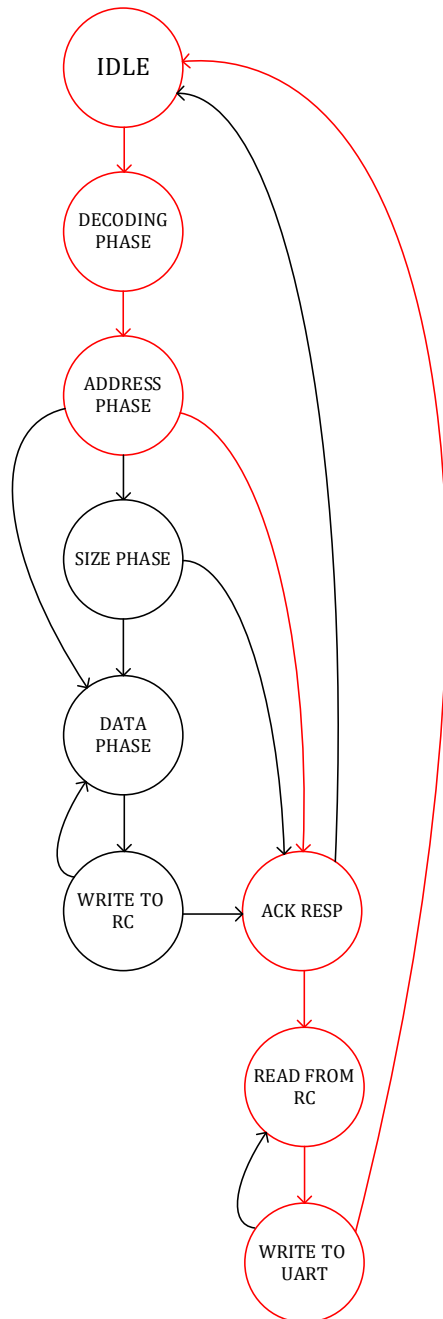 IDLE
DECODING
PHASE
ADDRESS
PHASE
SIZE PHASE
DATA
PHASE
WRITE TO
RC
ACK RESP
READ FROM
RC
WRITE TO
UART